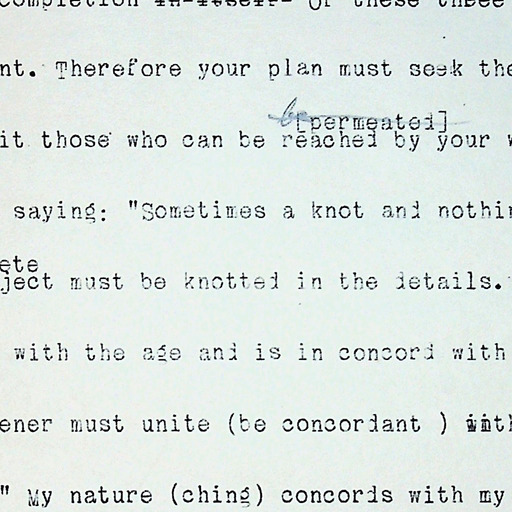 completion in itself Of these three
nt. Therefore your plan must seek the
be [permeated]
it those who can be reached by your w
saying: "Sometimes a knot and nothin
ete
ject must be knotted in the details.
with the age and is in concord with
ener must unite (be concordant ) with
" My nature (ching) concords with my